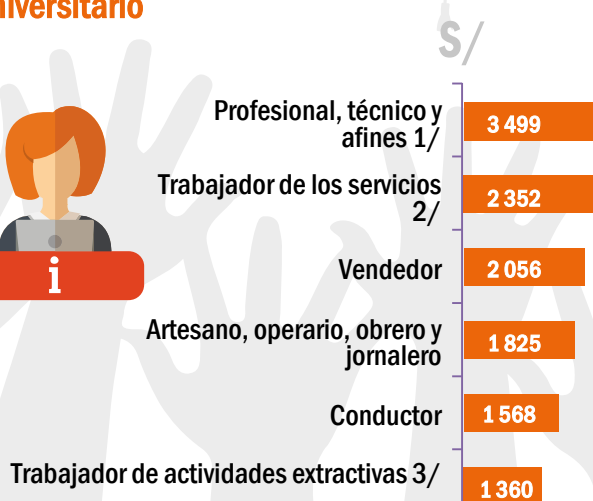 S/
Profesional, técnico y
afines 1/
3 499
Trabajador de los servicios
2/
2 352
Vendedor
2 056
Artesano, operario, obrero y
jornalero
1 825
Conductor
1 568
Trabajador de actividades extractivas 3/
1 360
i